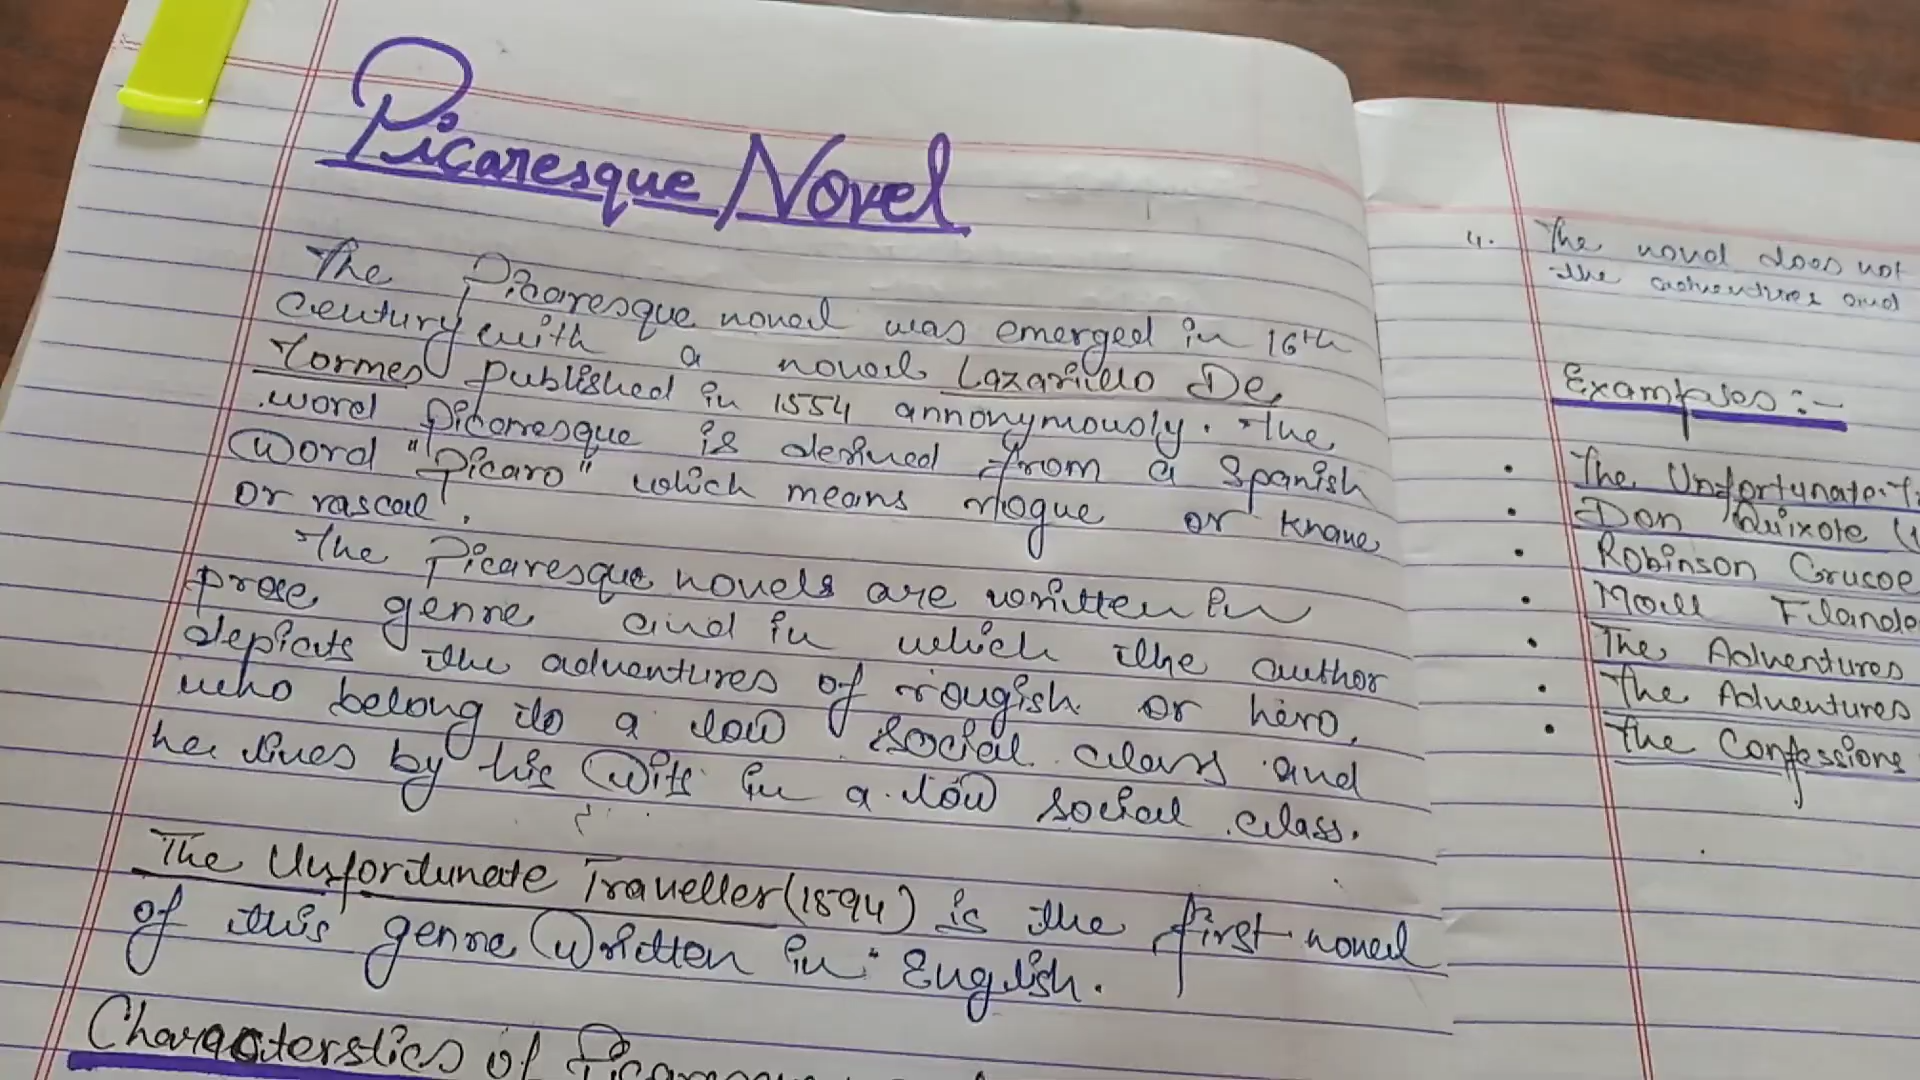 Picaresque Novel
The Picaresque novel was emerged in 16th
century with a novel Lazarillo De
Tormes published in 1554 annonymously. The
word Picaresque is derived from a Spanish
word "Picaro" which means rogue or knave
or rascal.
The Picaresque novels are written in
prose genre and in which the author
depicts the adventures of rougish or hero,
who belong to a low social class and
he lives by his wits in a low social class.
The Unfortunate Traveller (1594) is the first novel
of this genre written in English.
Characterstics of
4. The novel does not
the adventures and
Examples:-
• The Unfortunate
• Don Quixote
• Robinson Crusoe
• Moll
• The Adventures
• The Adventures
• The Confessions